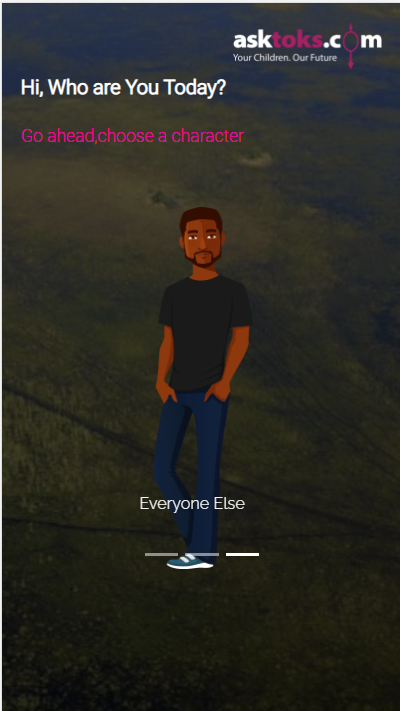 asktoks.com
Your Children. Our Future
Hi, Who are You Today?
Go ahead,choose a character
Everyone Else